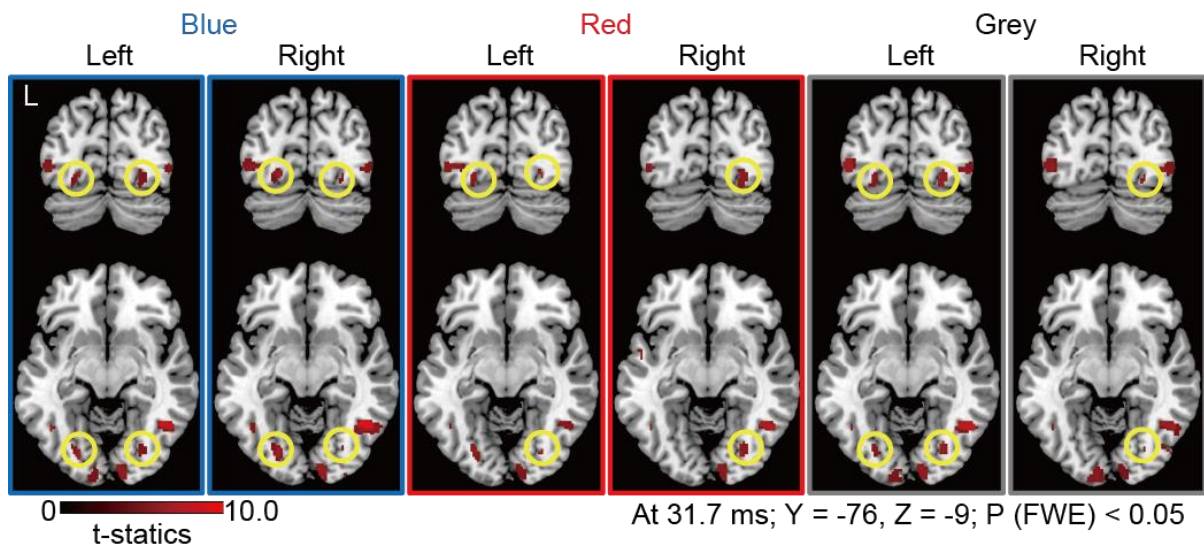 Blue Red Grey
Left Right Left Right Left Right
L
0 10.0
t-statics
At 31.7 ms; Y = -76, Z = -9; P (FWE) < 0.05